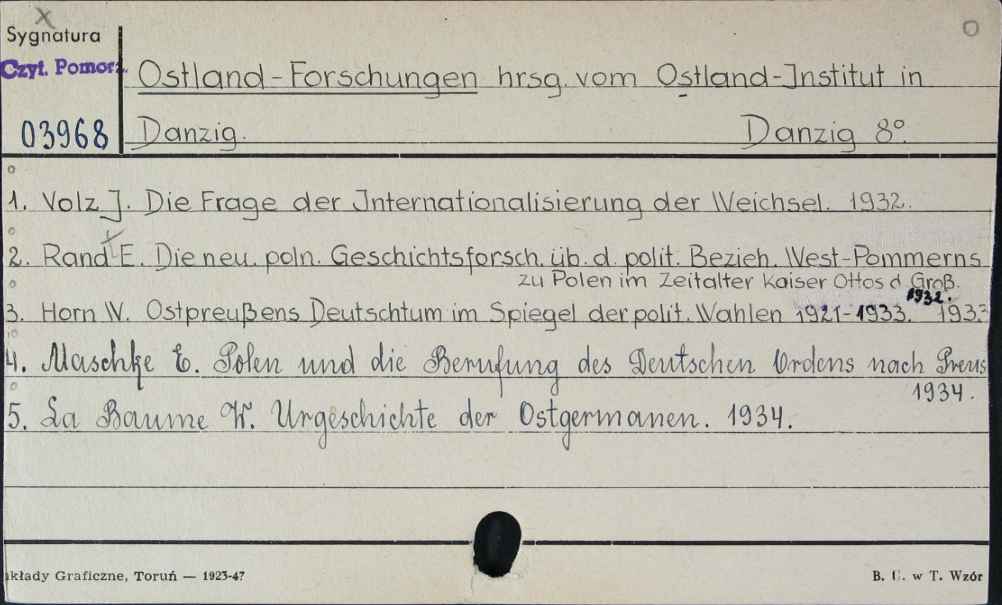 x
o
Sygnatura
Czyt. Pomorz.
Ostland-Forschungen hrsg. vom Ostland-Institut in
03968
Danzig. Danzig 8°.
1. Volz J. Die Frage der Internationalisierung der Weichsel. 1932.
2. Rand E. Die neu. poln. Geschichtsforsch. üb. d. polit. Bezieh. West-Pommerns
zu Polen im Zeitalter Kaiser Ottos d Groß.
1932.
3. Horn W. Ostpreußens Deutschtum im Spiegel der polit. Wahlen 1921-1933. 1933
4. Maschke E. Polen und die Berufung des Deutschen Ordens nach Preus
1934.
5. La Baume W. Urgeschichte der Ostgermanen. 1934.
akłady Graficzne, Toruń — 1923-47
B. U. w T. Wzór